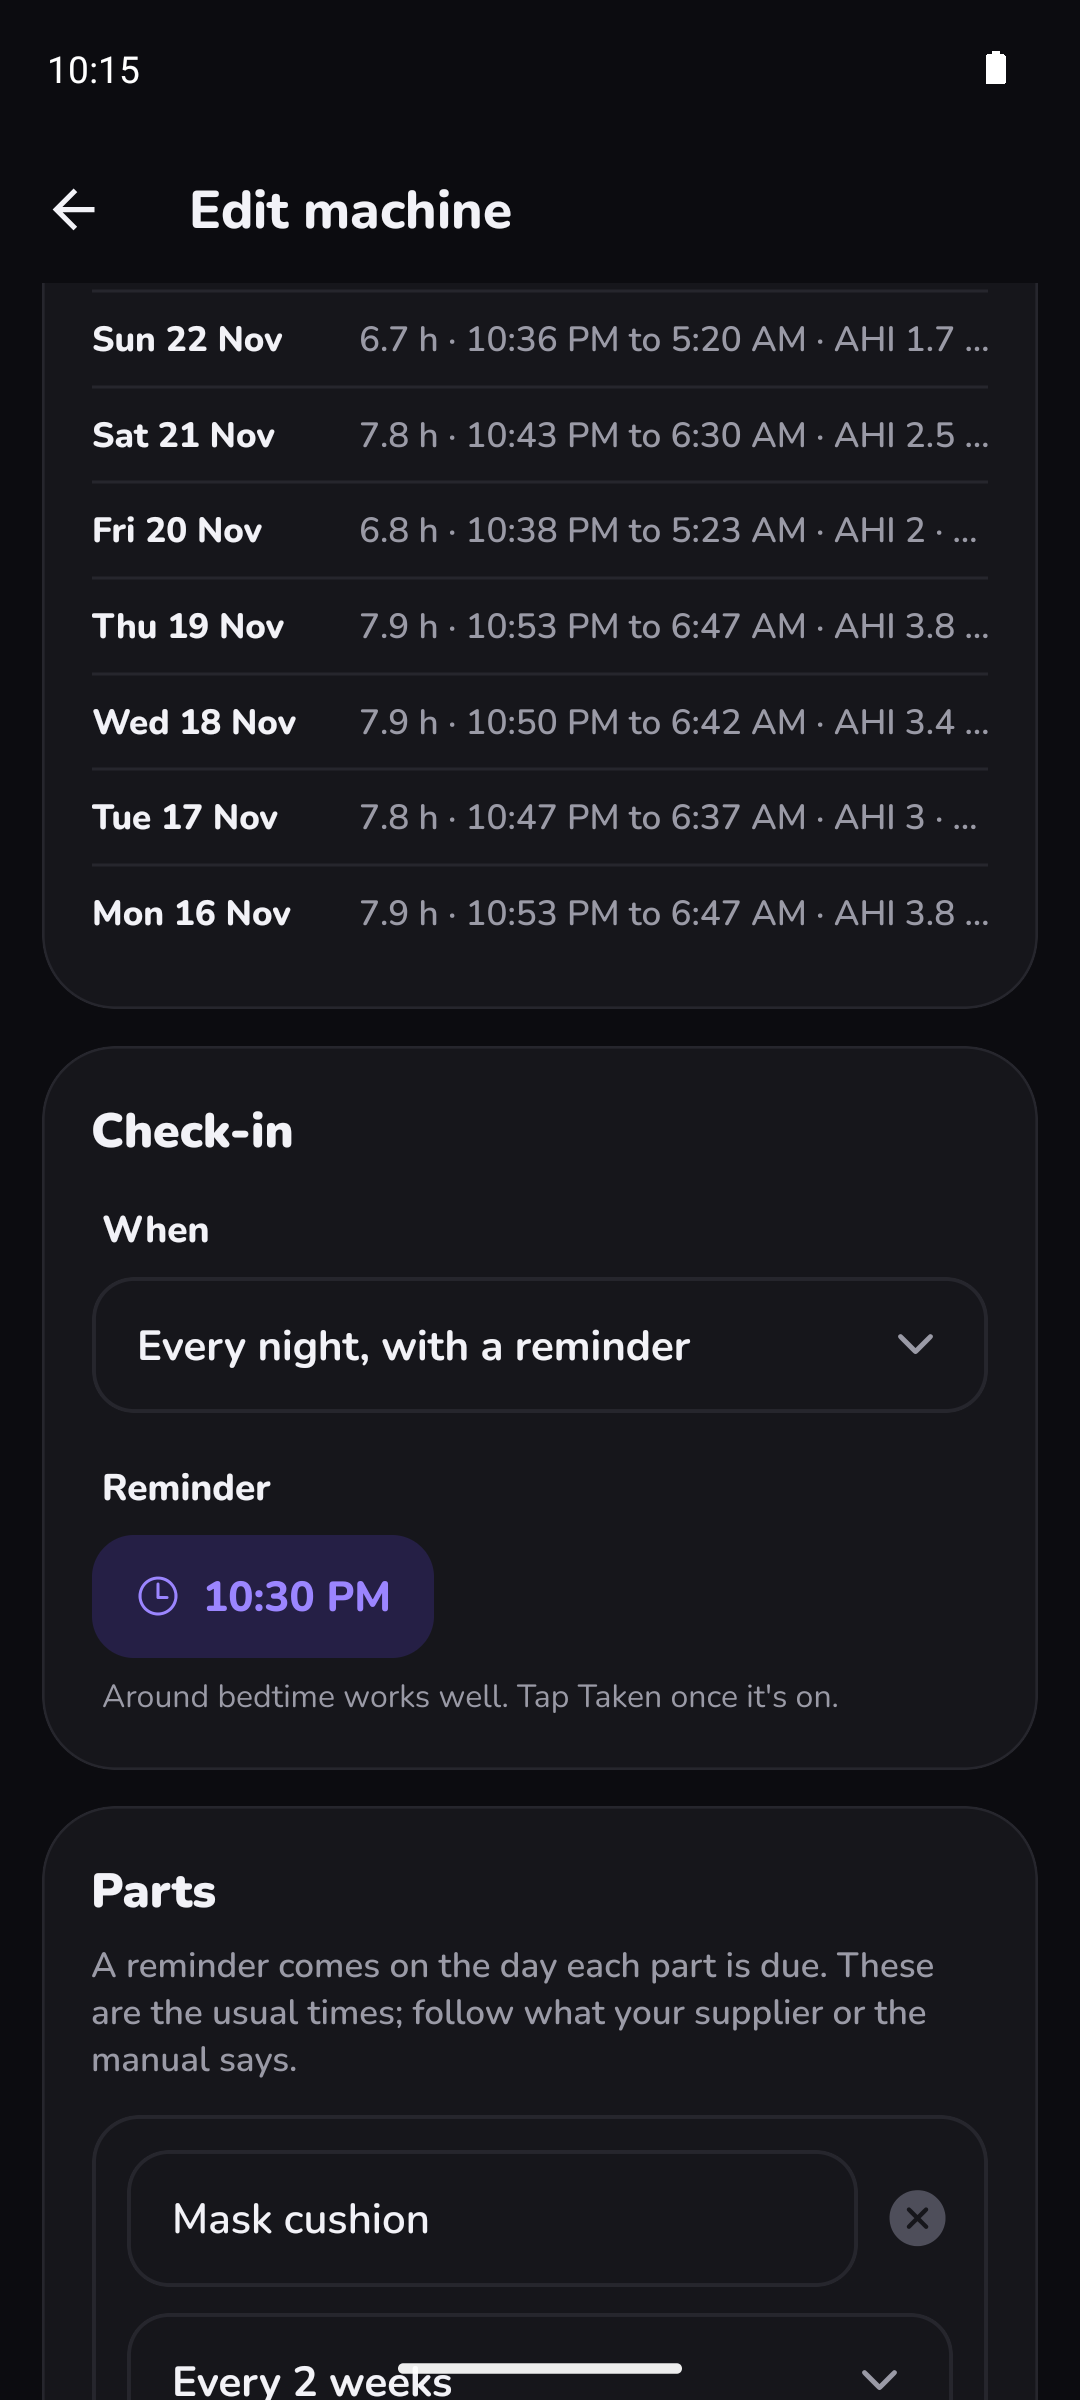 10:15
Edit machine
Sun 22 Nov 6.7 h · 10:36 PM to 5:20 AM · AHI 1.7 ...
Sat 21 Nov 7.8 h · 10:43 PM to 6:30 AM · AHI 2.5 ...
Fri 20 Nov 6.8 h · 10:38 PM to 5:23 AM · AHI 2 · ...
Thu 19 Nov 7.9 h · 10:53 PM to 6:47 AM · AHI 3.8 ...
Wed 18 Nov 7.9 h · 10:50 PM to 6:42 AM · AHI 3.4 ...
Tue 17 Nov 7.8 h · 10:47 PM to 6:37 AM · AHI 3 · ...
Mon 16 Nov 7.9 h · 10:53 PM to 6:47 AM · AHI 3.8 ...
Check-in
When
Every night, with a reminder
Reminder
10:30 PM
Around bedtime works well. Tap Taken once it's on.
Parts
A reminder comes on the day each part is due. These
are the usual times; follow what your supplier or the
manual says.
Mask cushion
Every 2 weeks